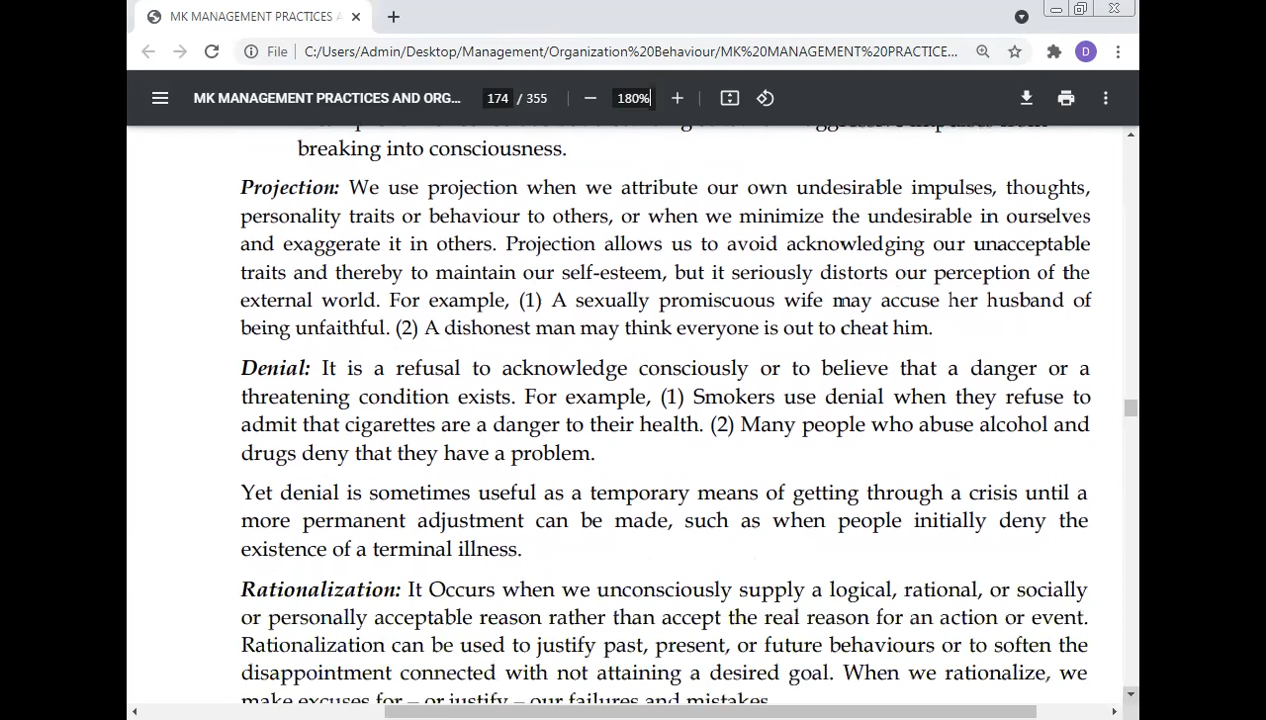 MK MANAGEMENT PRACTICES A
File C:/Users/Admin/Desktop/Management/Organization%20Behaviour/MK%20MANAGEMENT%20PRACTICE... D
MK MANAGEMENT PRACTICES AND ORG... 174 / 355 180%
breaking into consciousness.
Projection: We use projection when we attribute our own undesirable impulses, thoughts,
personality traits or behaviour to others, or when we minimize the undesirable in ourselves
and exaggerate it in others. Projection allows us to avoid acknowledging our unacceptable
traits and thereby to maintain our self-esteem, but it seriously distorts our perception of the
external world. For example, (1) A sexually promiscuous wife may accuse her husband of
being unfaithful. (2) A dishonest man may think everyone is out to cheat him.
Denial: It is a refusal to acknowledge consciously or to believe that a danger or a
threatening condition exists. For example, (1) Smokers use denial when they refuse to
admit that cigarettes are a danger to their health. (2) Many people who abuse alcohol and
drugs deny that they have a problem.
Yet denial is sometimes useful as a temporary means of getting through a crisis until a
more permanent adjustment can be made, such as when people initially deny the
existence of a terminal illness.
Rationalization: It Occurs when we unconsciously supply a logical, rational, or socially
or personally acceptable reason rather than accept the real reason for an action or event.
Rationalization can be used to justify past, present, or future behaviours or to soften the
disappointment connected with not attaining a desired goal. When we rationalize, we
make excuses for – or justify – our failures and mistakes